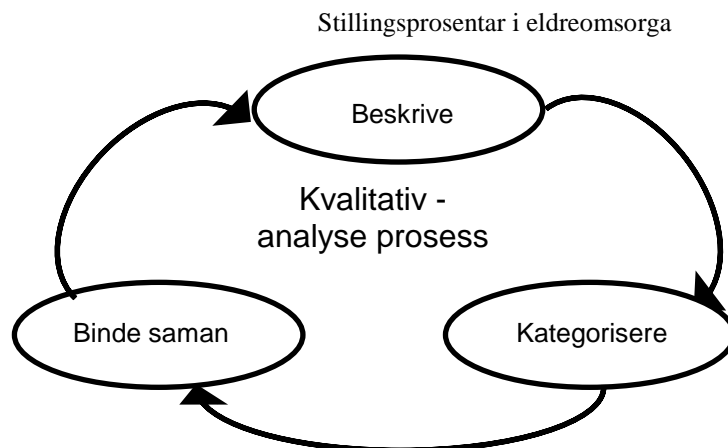 Stillingsprosentar i eldreomsorga
Beskrive
Kvalitativ -
analyse prosess
Binde saman
Kategorisere